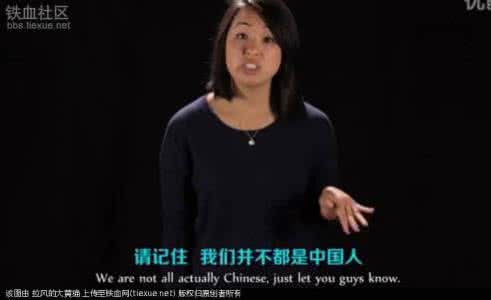 铁血社区
bbs.tiexue.net
请记住 我们并不都是中国人
We are not all actually Chinese, just let you guys know.
该图由 拉风的大黄蜂 上传至铁血网(tiexue.net) 版权归原创者所有